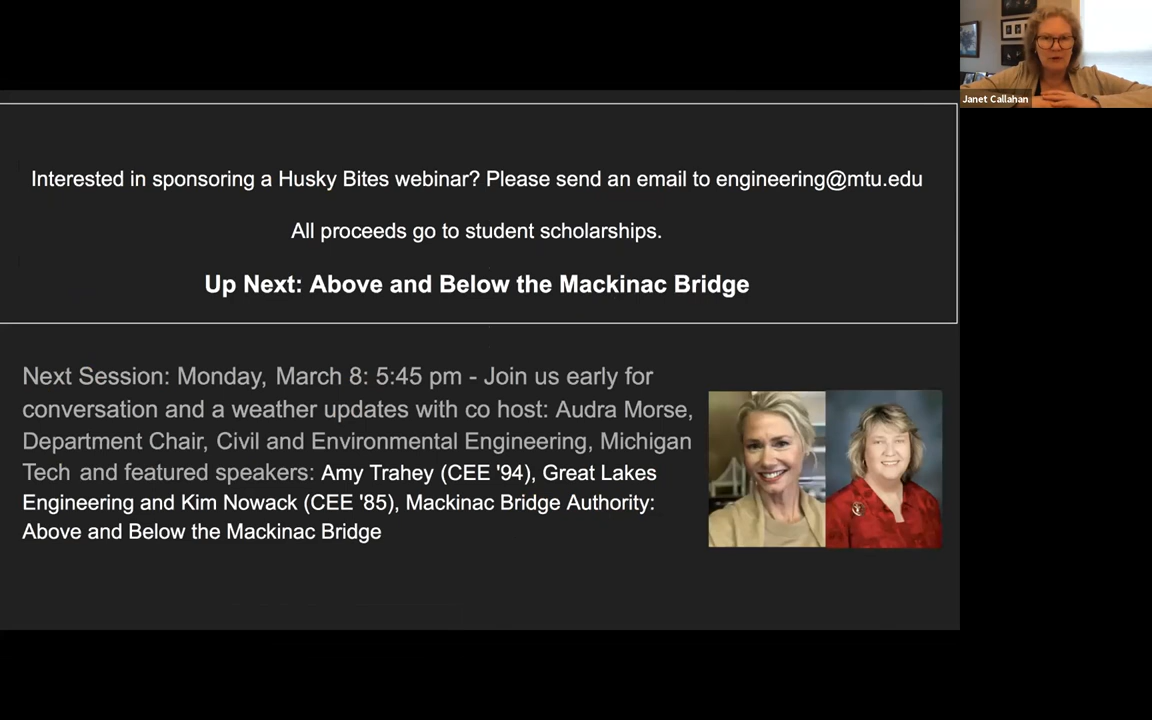 Janet Callahan
Interested in sponsoring a Husky Bites webinar? Please send an email to engineering@mtu.edu
All proceeds go to student scholarships.
Up Next: Above and Below the Mackinac Bridge
Next Session: Monday, March 8: 5:45 pm - Join us early for
conversation and a weather updates with co host: Audra Morse,
Department Chair, Civil and Environmental Engineering, Michigan
Tech and featured speakers: Amy Trahey (CEE '94), Great Lakes
Engineering and Kim Nowack (CEE '85), Mackinac Bridge Authority:
Above and Below the Mackinac Bridge